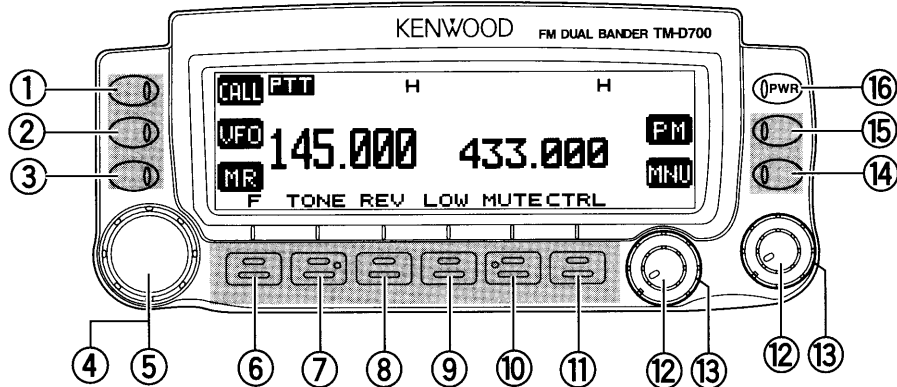 KENWOOD FM DUAL BANDER TM-D700
① CALL PTT H H PWR ⑯
② VFO 145.000 433.000 PM ⑮
③ MR MNU ⑭
F TONE REV LOW MUTE CTRL
④ ⑤ ⑥ ⑦ ⑧ ⑨ ⑩ ⑪ ⑫ ⑬ ⑫ ⑬